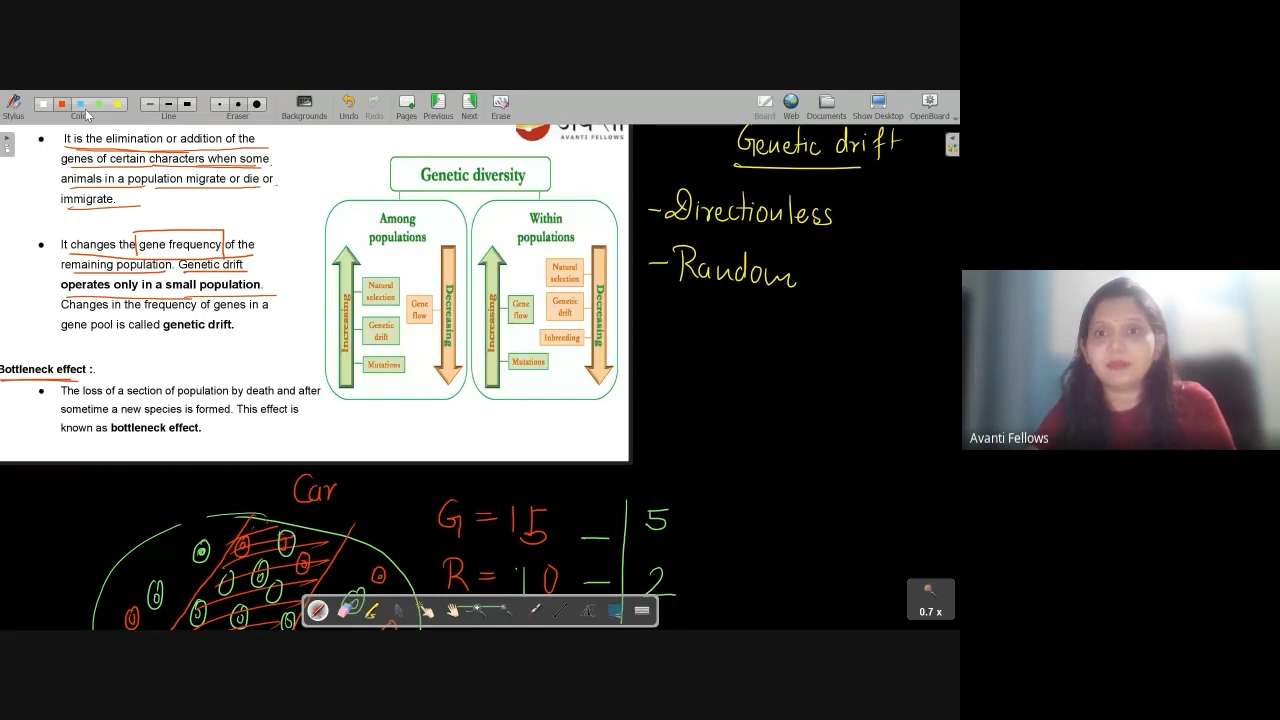 Stylus
Color
Line
Eraser
Backgrounds
Undo
Redo
Pages
Previous
Next
Erase
Board
Web
Documents
Show Desktop
OpenBoard
It is the elimination or addition of the
genes of certain characters when some
animals in a population migrate or die or
immigrate.
It changes the gene frequency of the
remaining population. Genetic drift
operates only in a small population.
Changes in the frequency of genes in a
gene pool is called genetic drift.
Bottleneck effect :.
The loss of a section of population by death and after
sometime a new species is formed. This effect is
known as bottleneck effect.
AVANTI FELLOWS
Genetic diversity
Among
populations
Increasing
Natural
selection
Genetic
drift
Mutations
Gene
flow
Decreasing
Within
populations
Increasing
Gene
flow
Mutations
Natural
selection
Genetic
drift
Inbreeding
Decreasing
Genetic drift
-Directionless
-Random
Car
G = 15 - 5
R = 10 - 2
0.7 x
Avanti Fellows